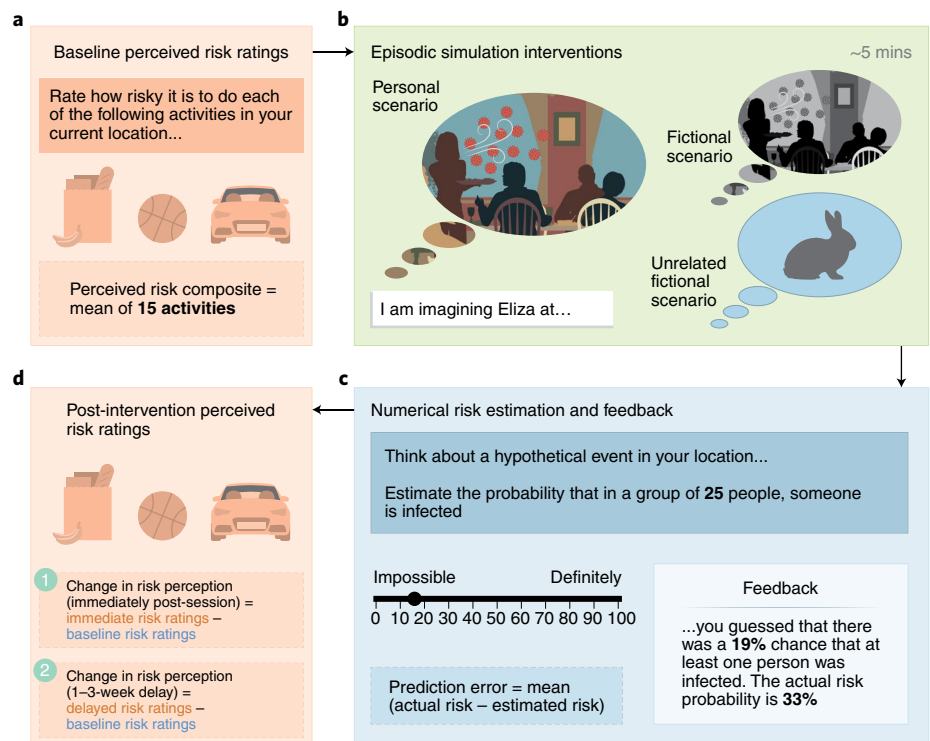 a
Baseline perceived risk ratings
Rate how risky it is to do each
of the following activities in your
current location...
Perceived risk composite =
mean of 15 activities
b
Episodic simulation interventions
~5 mins
Personal
scenario
Fictional
scenario
Unrelated
fictional
scenario
I am imagining Eliza at…
c
Numerical risk estimation and feedback
Think about a hypothetical event in your location...
Estimate the probability that in a group of 25 people, someone
is infected
Impossible Definitely
0 10 20 30 40 50 60 70 80 90 100
Prediction error = mean
(actual risk – estimated risk)
Feedback
...you guessed that there
was a 19% chance that at
least one person was
infected. The actual risk
probability is 33%
d
Post-intervention perceived
risk ratings
1
Change in risk perception
(immediately post-session) =
immediate risk ratings –
baseline risk ratings
2
Change in risk perception
(1–3-week delay) =
delayed risk ratings –
baseline risk ratings